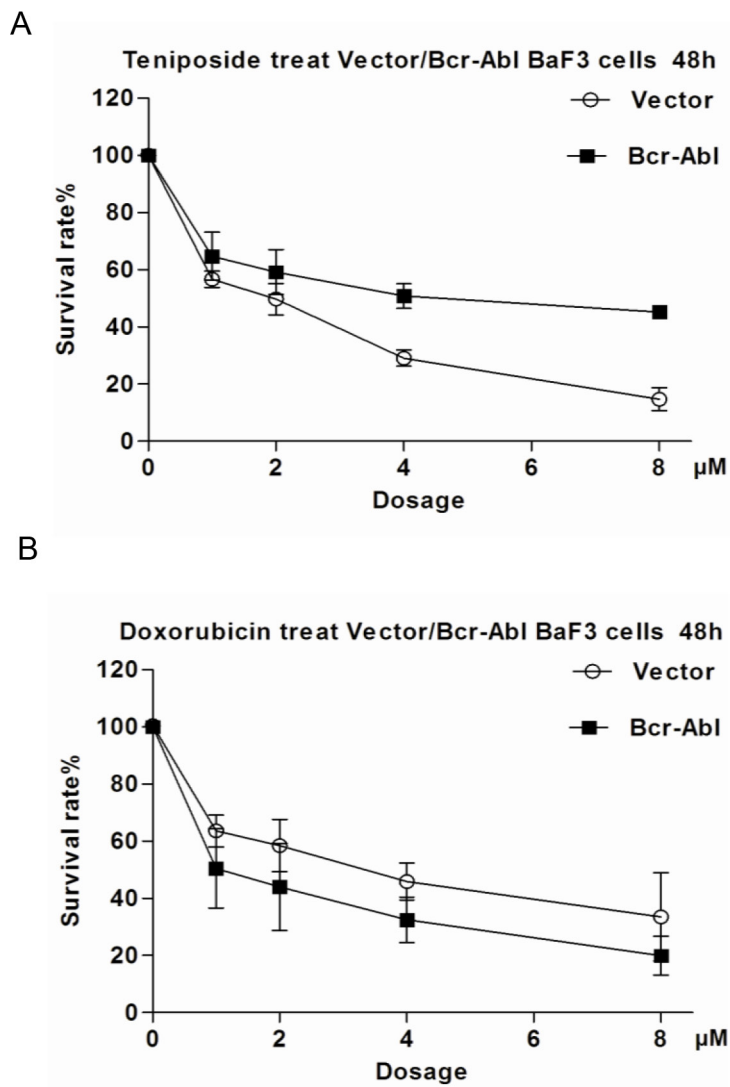 A
Teniposide treat Vector/Bcr-Abl BaF3 cells 48h
120
Vector
100
Bcr-Abl
80
60
40
20
0
Survival rate%
0 2 4 6 8 μM
Dosage
B
Doxorubicin treat Vector/Bcr-Abl BaF3 cells 48h
120
Vector
100
Bcr-Abl
80
60
40
20
0
Survival rate%
0 2 4 6 8 μM
Dosage